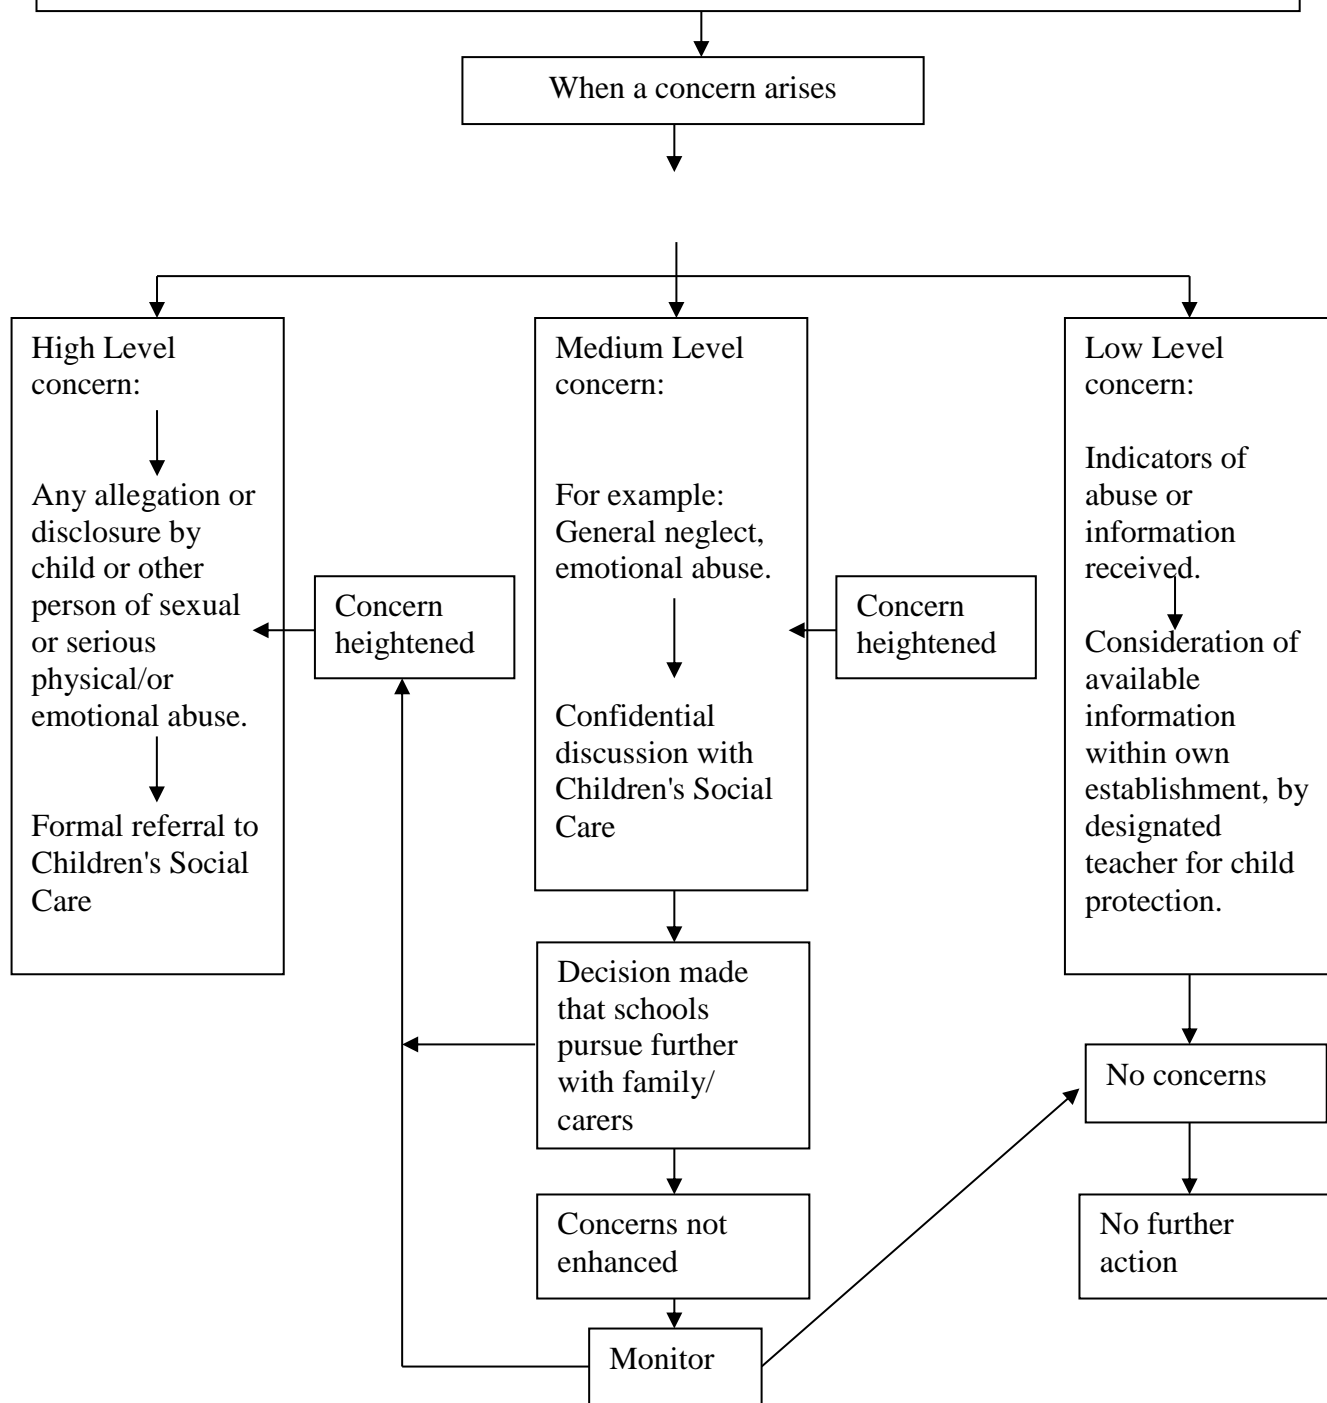 When a concern arises
High Level
concern:
Any allegation or
disclosure by
child or other
person of sexual
or serious
physical/or
emotional abuse.
Formal referral to
Children's Social
Care
Concern
heightened
Medium Level
concern:
For example:
General neglect,
emotional abuse.
Confidential
discussion with
Children's Social
Care
Concern
heightened
Low Level
concern:
Indicators of
abuse or
information
received.
Consideration of
available
information
within own
establishment, by
designated
teacher for child
protection.
Decision made
that schools
pursue further
with family/
carers
No concerns
Concerns not
enhanced
No further
action
Monitor